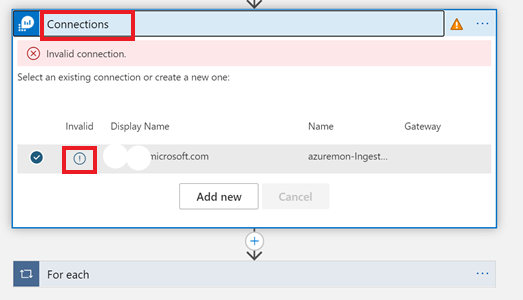 Connections
Invalid connection.
Select an existing connection or create a new one:
Invalid Display Name Name Gateway
microsoft.com azuremon-Ingest...
Add new Cancel
For each